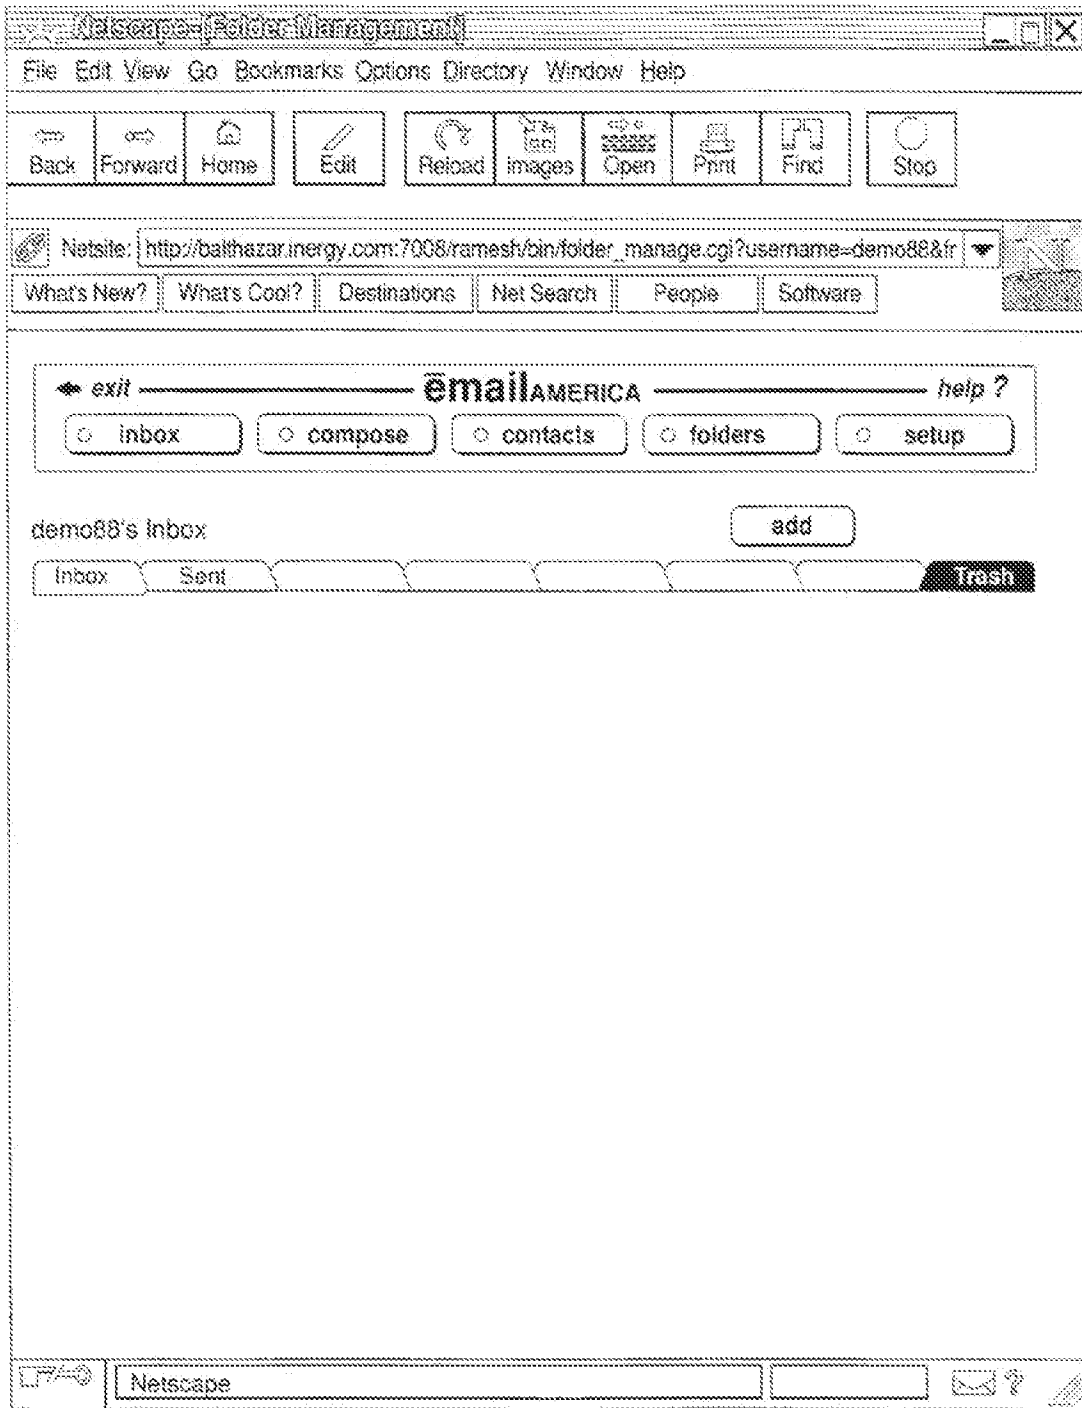 Netscape-[Folder Management]
File Edit View Go Bookmarks Options Directory Window Help
Back Forward Home Edit Reload Images Open Print Find Stop
Netsite: http://balthazar.inergy.com:7008/ramesh/bin/folder_manage.cgi?username=demo88&fr
N
What's New? What's Cool? Destinations Net Search People Software
exit ēmailAMERICA help ?
inbox compose contacts folders setup
demo88's Inbox add
Inbox Sent Trash
Netscape ?